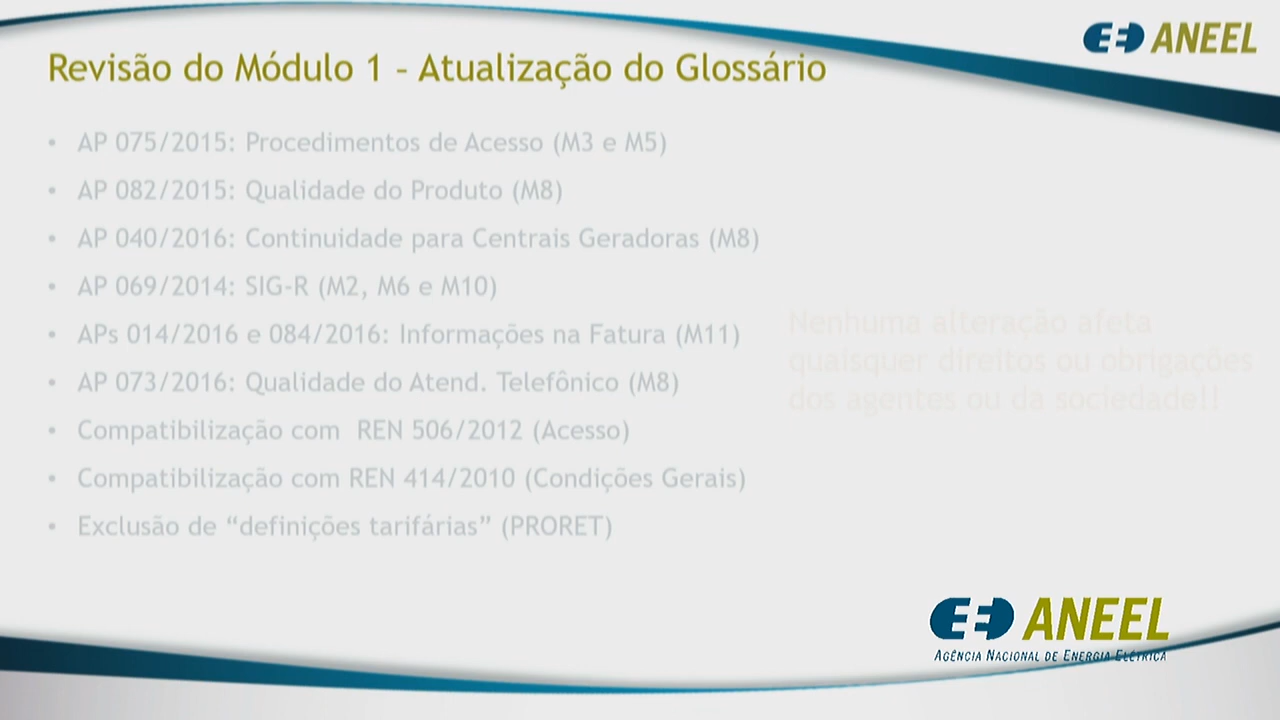 ANEEL
Revisão do Módulo 1 – Atualização do Glossário
• AP 075/2015: Procedimentos de Acesso (M3 e M5)
• AP 082/2015: Qualidade do Produto (M8)
• AP 040/2016: Continuidade para Centrais Geradoras (M8)
• AP 069/2014: SIG-R (M2, M6 e M10)
• APs 014/2016 e 084/2016: Informações na Fatura (M11)
• AP 073/2016: Qualidade do Atend. Telefônico (M8)
• Compatibilização com  REN 506/2012 (Acesso)
• Compatibilização com REN 414/2010 (Condições Gerais)
• Exclusão de “definições tarifárias” (PRORET)
Nenhuma alteração afeta
quaisquer direitos ou obrigações
dos agentes ou da sociedade!!
ANEEL
Agência Nacional de Energia Elétrica